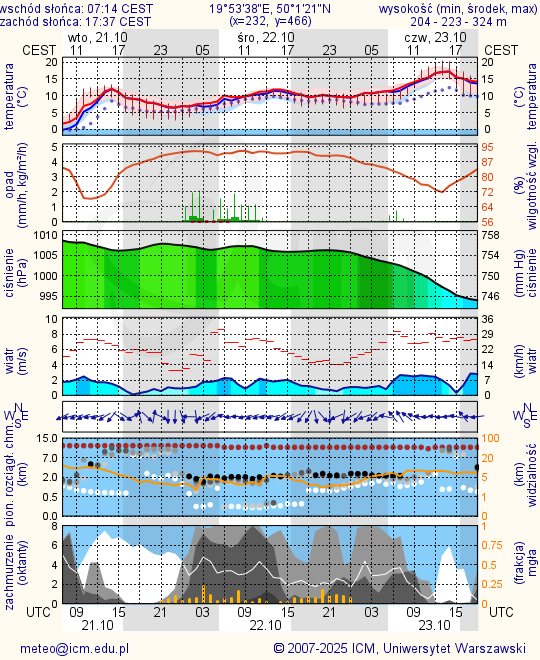 wschód słońca: 07:14 CEST 19°53'38"E, 50°1'21"N wysokość (min, środek, max)
zachód słońca: 17:37 CEST (x=232, y=466) 204 - 223 - 324 m
wto, 21.10 śro, 22.10 czw, 23.10
CEST 11 17 23 05 11 17 23 05 11 17 CEST
temperatura (°C) 20 15 10 5 0 20 15 10 5 0 (°C) temperatura
opad (mm/h, kg/m²/h) 5 4 3 2 1 0 95 87 80 72 64 56 (%) wilgotność wzgl.
ciśnienie (hPa) 1010 1005 1000 995 758 754 750 746 (mm Hg) ciśnienie
wiatr (m/s) 10 8 6 4 2 0 36 29 22 14 7 0 (km/h) wiatr
N W E S N W E S
pion. rozciągł. chm. (km) 15.0 7.0 2.0 0.5 0.0 100 20 5 1 0 (km) widzialność
zachmurzenie (oktanty) 8 6 4 2 0 1 0.75 0.5 0.25 0 (frakcja) mgła
UTC 09 15 21 03 09 15 21 03 09 15 UTC
21.10 22.10 23.10
meteo@icm.edu.pl © 2007-2025 ICM, Uniwersytet Warszawski